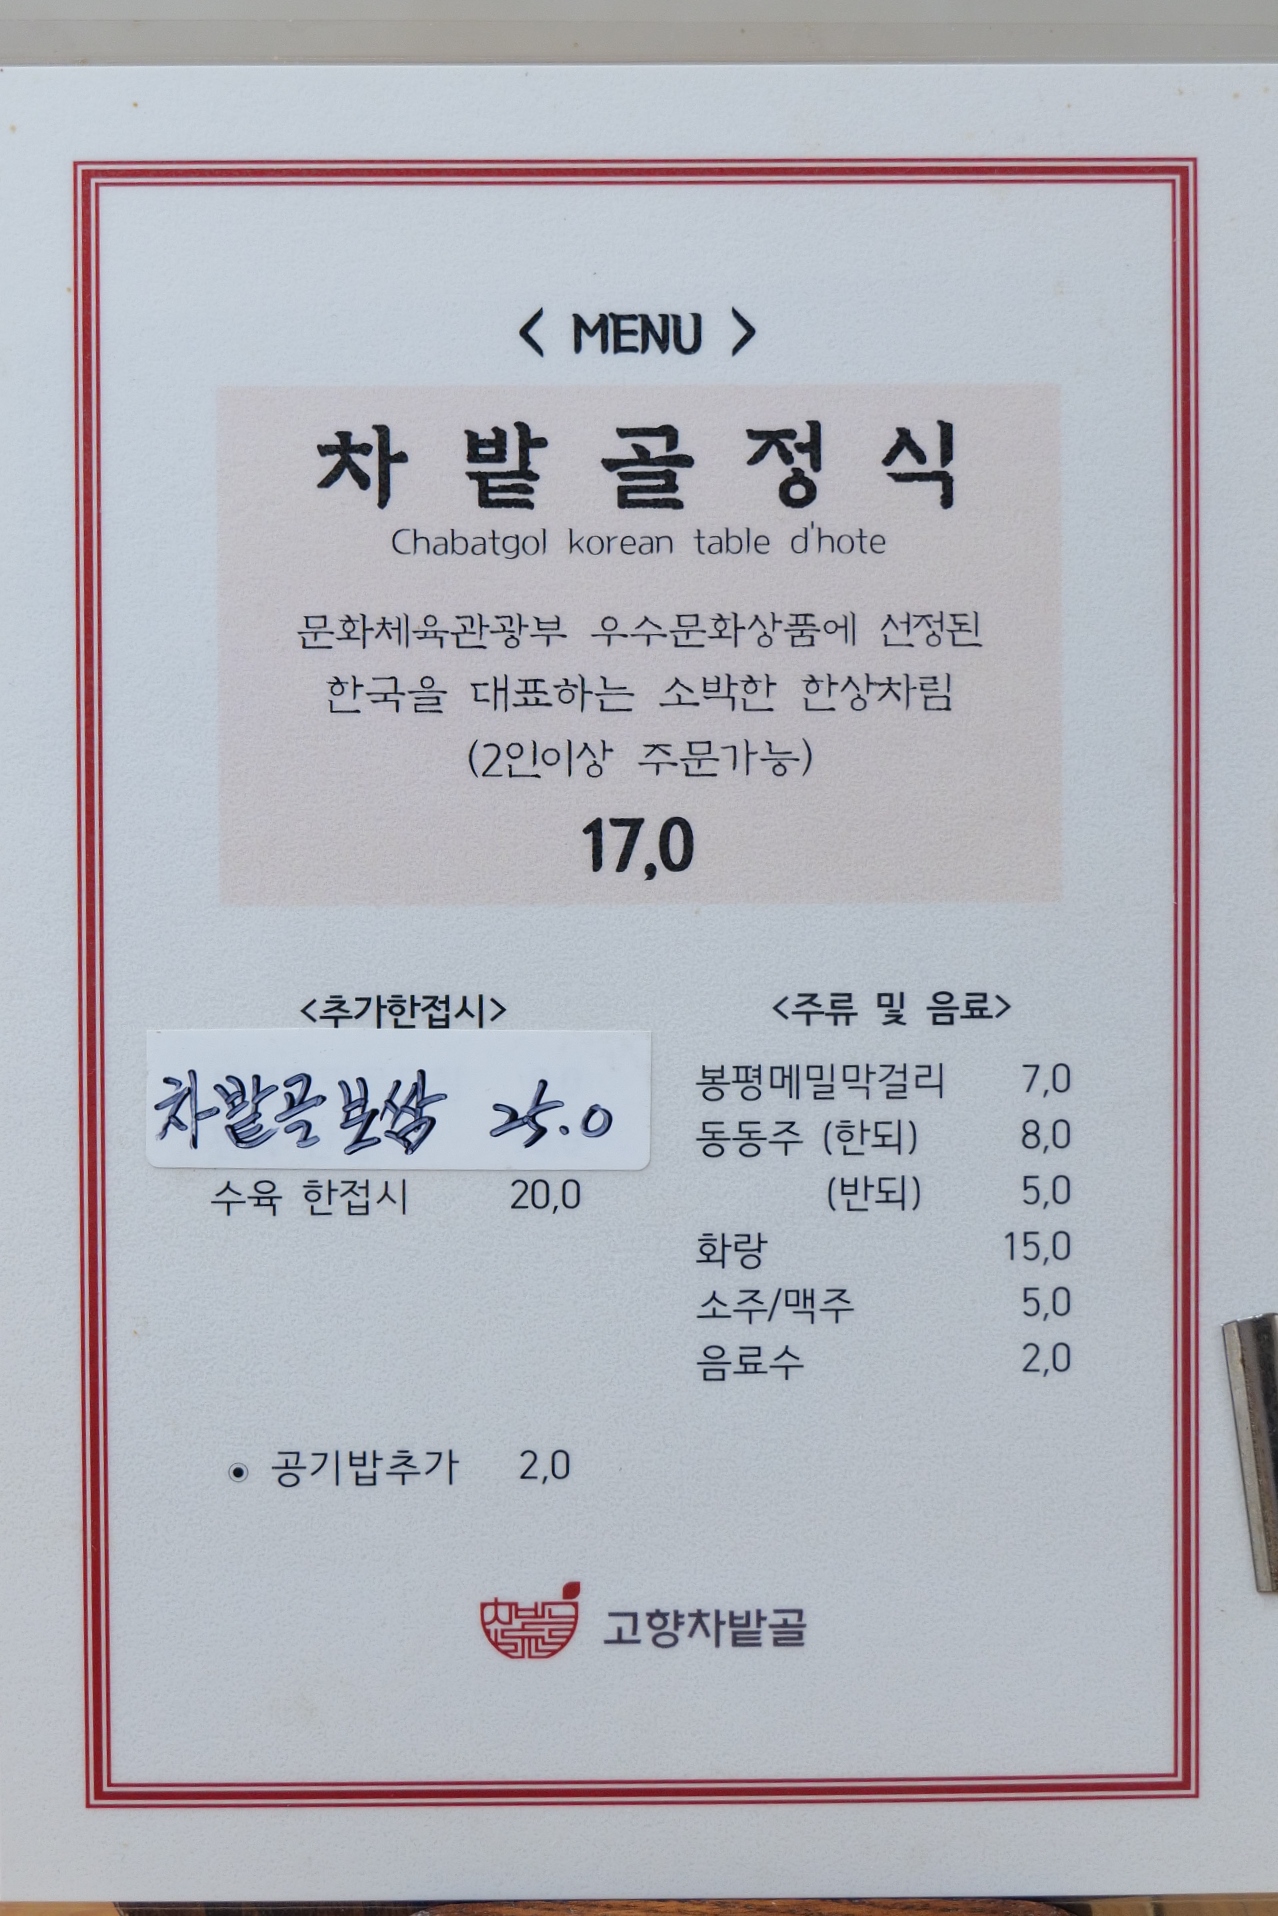 < MENU >
차 밭 골 정 식
Chabatgol korean table d'hote
문화체육관광부 우수문화상품에 선정된
한국을 대표하는 소박한 한상차림
(2인이상 주문가능)
17,0
<추가한접시>
차밭골보쌈 25.0
수육 한접시 20,0
<주류 및 음료>
봉평메밀막걸리 7,0
동동주 (한되) 8,0
(반되) 5,0
화랑 15,0
소주/맥주 5,0
음료수 2,0
◉ 공기밥추가 2,0
고향차밭골